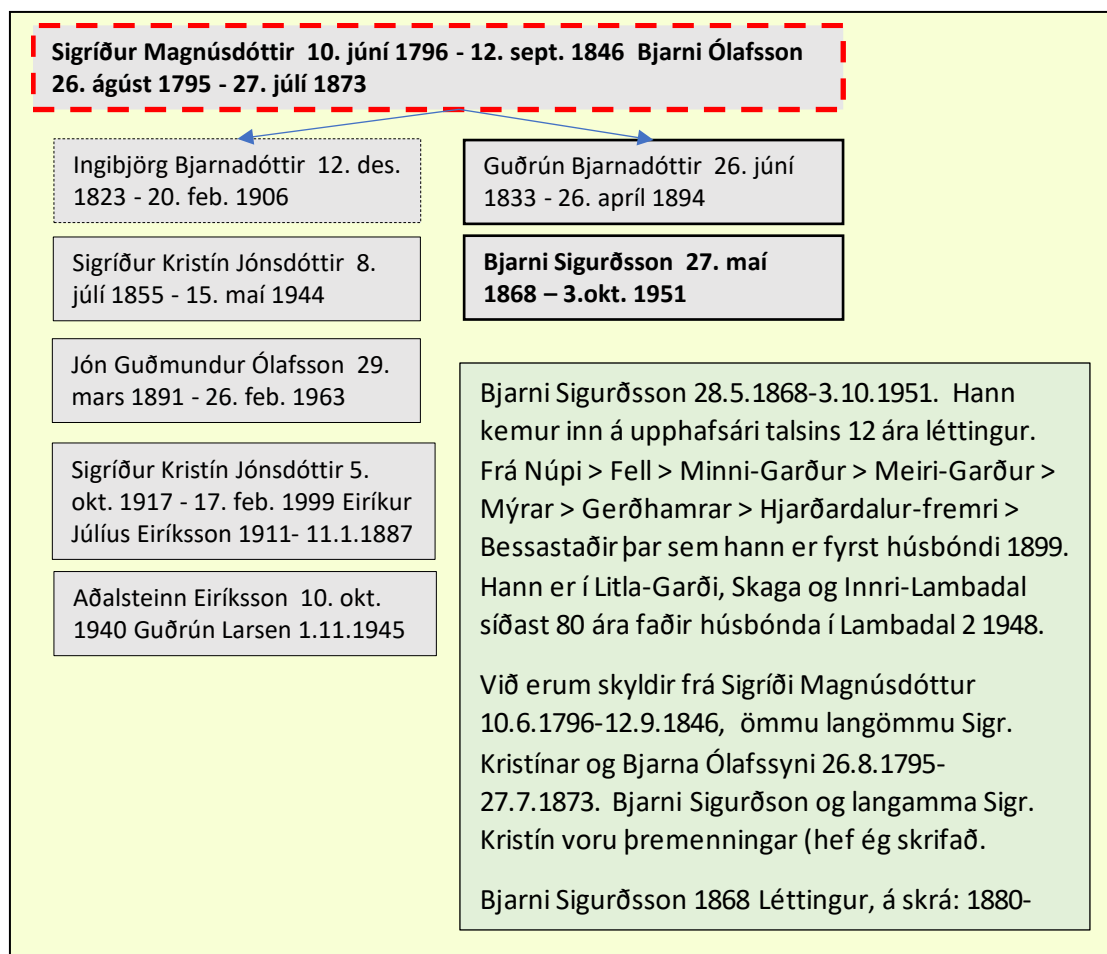 Sigríður Magnúsdóttir 10. júní 1796 - 12. sept. 1846 Bjarni Ólafsson
26. ágúst 1795 - 27. júlí 1873
Ingibjörg Bjarnadóttir 12. des.
1823 - 20. feb. 1906
Sigríður Kristín Jónsdóttir 8.
júlí 1855 - 15. maí 1944
Jón Guðmundur Ólafsson 29.
mars 1891 - 26. feb. 1963
Sigríður Kristín Jónsdóttir 5.
okt. 1917 - 17. feb. 1999 Eiríkur
Júlíus Eiríksson 1911- 11.1.1887
Aðalsteinn Eiríksson 10. okt.
1940 Guðrún Larsen 1.11.1945
Guðrún Bjarnadóttir 26. júní
1833 - 26. apríl 1894
Bjarni Sigurðsson 27. maí
1868 – 3.okt. 1951
Bjarni Sigurðsson 28.5.1868-3.10.1951. Hann
kemur inn á upphafsári talsins 12 ára léttingur.
Frá Núpi > Fell > Minni-Garður > Meiri-Garður >
Mýrar > Gerðhamrar > Hjarðardalur-fremri >
Bessastaðir þar sem hann er fyrst húsbóndi 1899.
Hann er í Litla-Garði, Skaga og Innri-Lambadal
síðast 80 ára faðir húsbónda í Lambadal 2 1948.
Við erum skyldir frá Sigríði Magnúsdóttur
10.6.1796-12.9.1846, ömmu langömmu Sigr.
Kristínar og Bjarna Ólafssyni 26.8.1795-
27.7.1873. Bjarni Sigurðson og langamma Sigr.
Kristín voru þremenningar (hef ég skrifað.
Bjarni Sigurðsson 1868 Léttingur, á skrá: 1880-